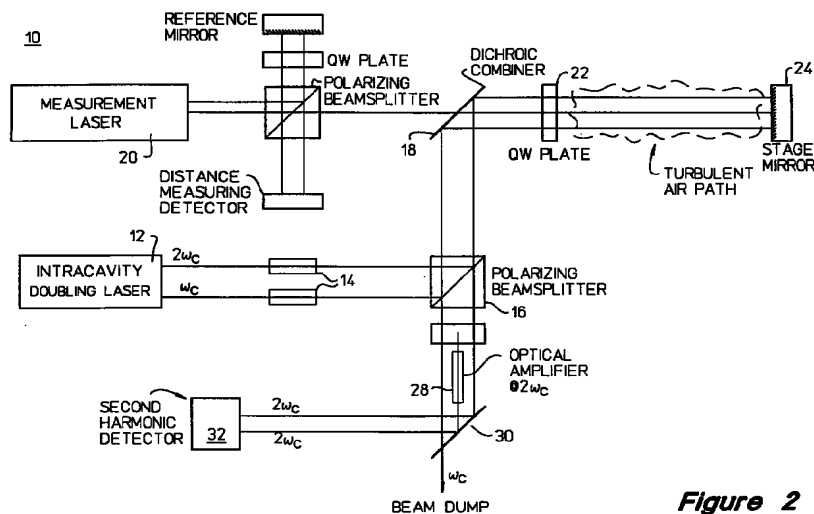 10
REFERENCE
MIRROR
QW PLATE
POLARIZING
BEAMSPLITTER
MEASUREMENT
LASER
20
DISTANCE
MEASURING
DETECTOR
DICHROIC
COMBINER
18
22
QW PLATE
24
STAGE
MIRROR
TURBULENT
AIR PATH
12
INTRACAVITY
DOUBLING LASER
2ωc
ωc
14
POLARIZING
BEAMSPLITTER
16
OPTICAL
AMPLIFIER
@2ωc
28
SECOND
HARMONIC
DETECTOR
32
2ωc
2ωc
30
ωc
BEAM DUMP
Figure 2